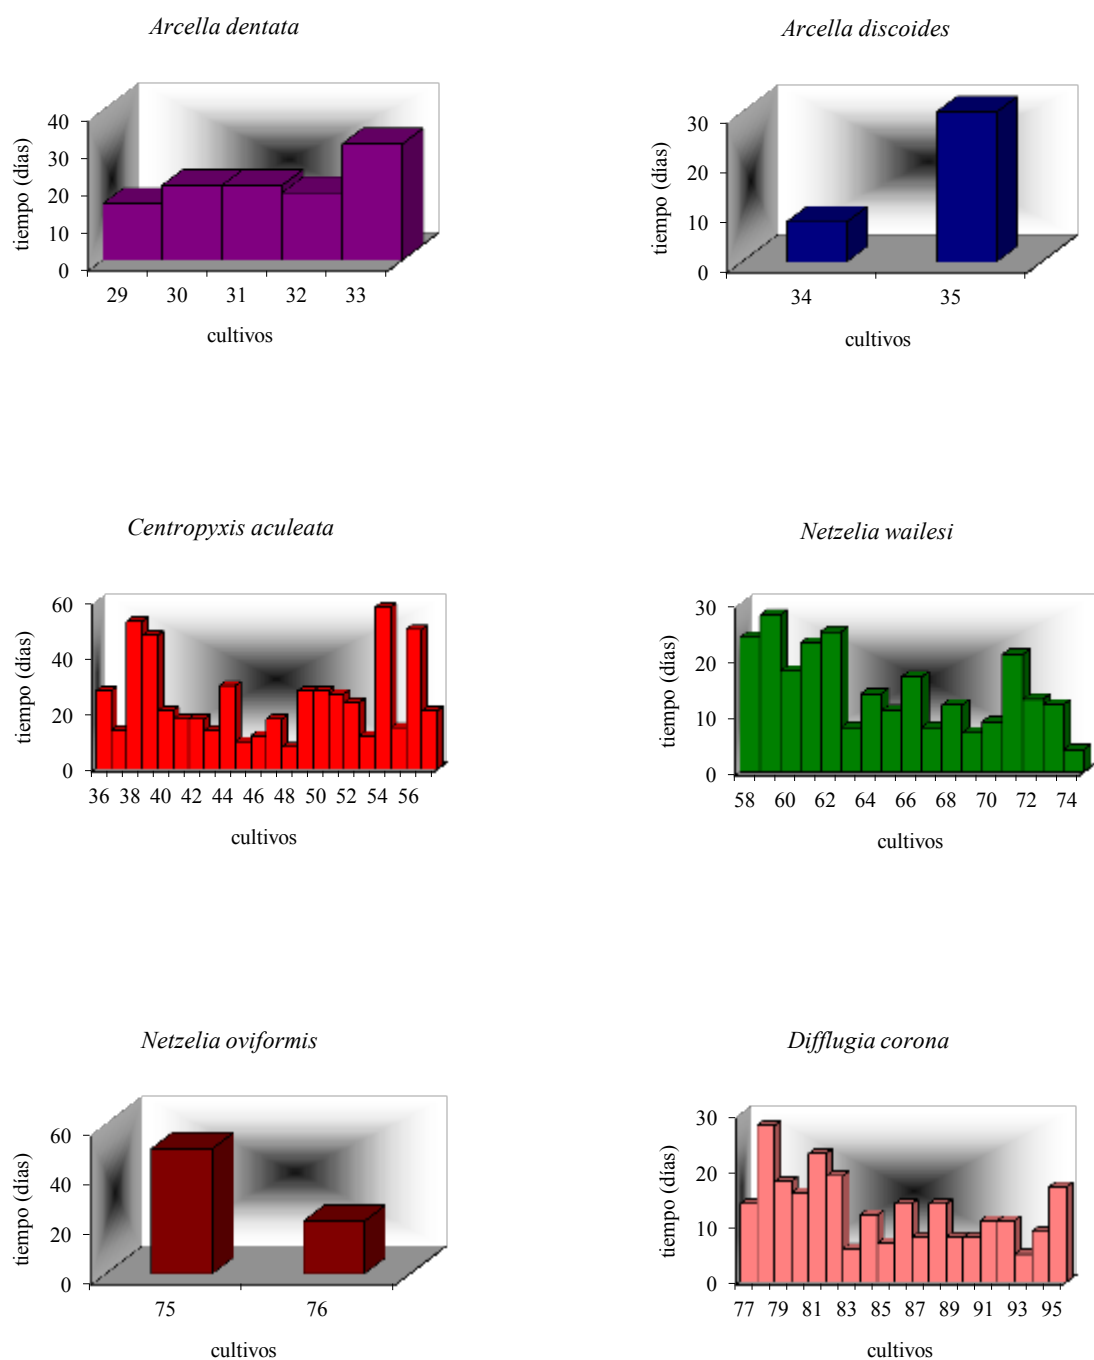 Arcella dentata
40
30
20
10
0
tiempo (días)
29 30 31 32 33
cultivos
Arcella discoides
30
20
10
0
tiempo (días)
34 35
cultivos
Centropyxis aculeata
60
40
20
0
tiempo (días)
36 38 40 42 44 46 48 50 52 54 56
cultivos
Netzelia wailesi
30
20
10
0
tiempo (días)
58 60 62 64 66 68 70 72 74
cultivos
Netzelia oviformis
60
40
20
0
tiempo (días)
75 76
cultivos
Difflugia corona
30
20
10
0
tiempo (días)
77 79 81 83 85 87 89 91 93 95
cultivos